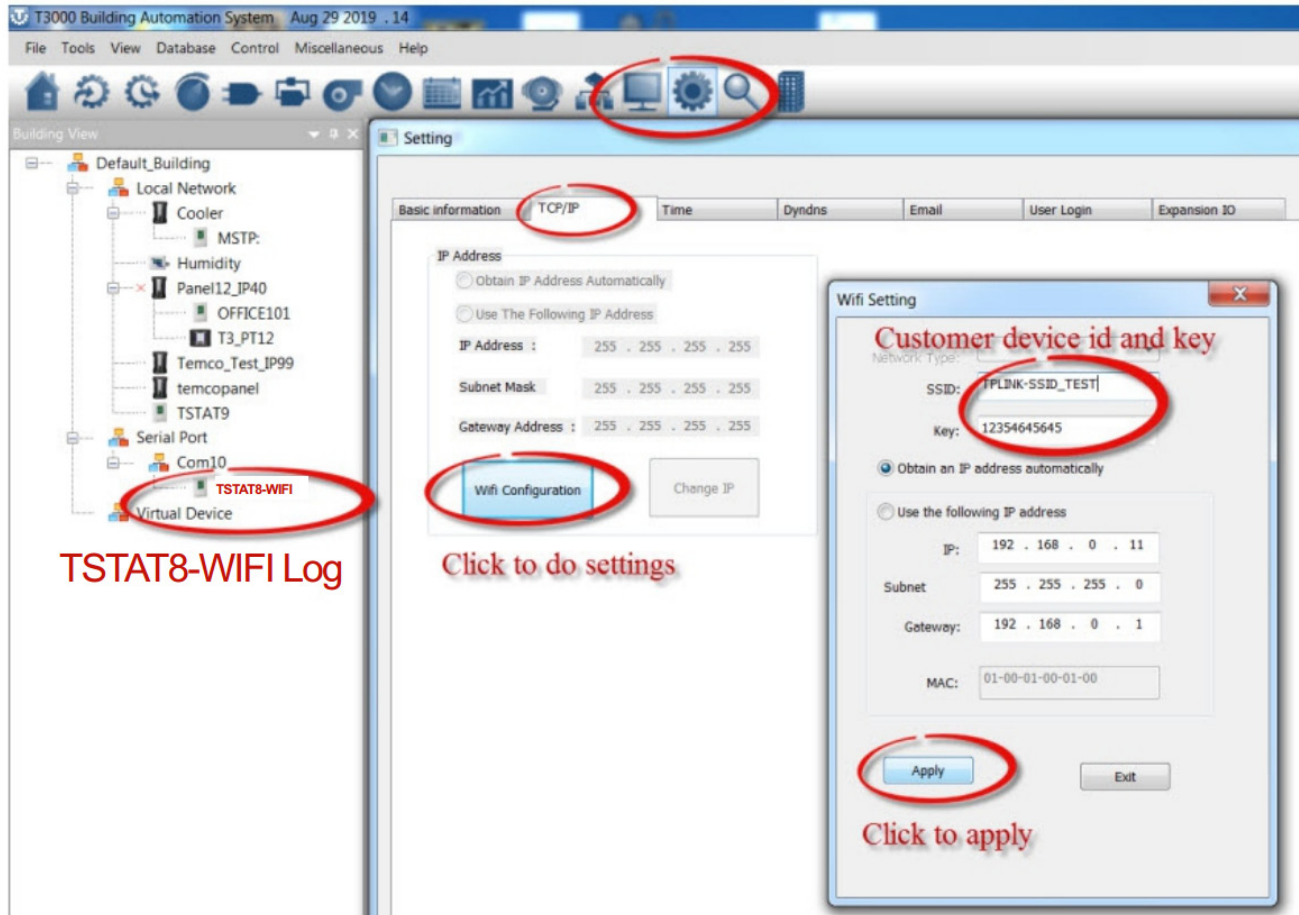 T3000 Building Automation System Aug 29 2019 . 14
File Tools View Database Control Miscellaneous Help
Building View
Default_Building
Local Network
Cooler
MSTP:
Humidity
Panel12_IP40
OFFICE101
T3_PT12
Temco_Test_IP99
temcopanel
TSTAT9
Serial Port
Com10
TSTAT8-WIFI
Virtual Device
TSTAT8-WIFI Log
Setting
Basic information TCP/IP Time Dyndns Email User Login Expansion IO
IP Address
Obtain IP Address Automatically
Use The Following IP Address
IP Address : 255 . 255 . 255 . 255
Subnet Mask 255 . 255 . 255 . 255
Gateway Address : 255 . 255 . 255 . 255
Wifi Configuration Change IP
Click to do settings
Wifi Setting X
Customer device id and key
Network Type:
SSID: TPLINK-SSID_TEST
Key: 12354645645
Obtain an IP address automatically
Use the following IP address
IP: 192 . 168 . 0 . 11
Subnet 255 . 255 . 255 . 0
Gateway: 192 . 168 . 0 . 1
MAC: 01-00-01-00-01-00
Apply Exit
Click to apply